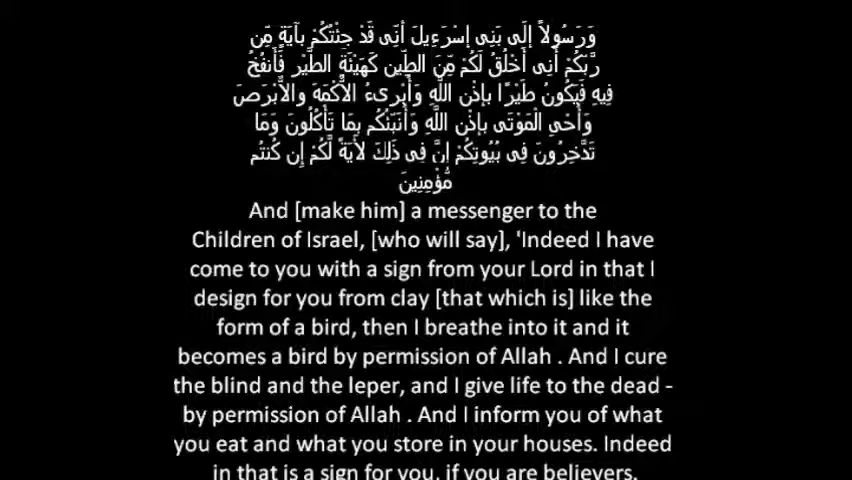 وَرَسُولاً إِلَى بَنِى إِسْرَءِيلَ أَنِّى قَدْ جِئْتُكُمْ بِآيَةٍ مِّن
رَّبِّكُمْ أَنِى أَخْلُقُ لَكُمْ مِّنَ الطِّينِ كَهَيْئَةِ الطَّيْرِ فَأَنفُخُ
فِيهِ فَيَكُونُ طَيْرًا بِإِذْنِ اللَّهِ وَأُبْرِىءُ الأَكْمَهَ والأَبْرَصَ
وَأُحْىِ الْمَوْتَى بِإِذْنِ اللَّهِ وَأُنَبِّئُكُم بِمَا تَأْكُلُونَ وَمَا
تَدَّخِرُونَ فِى بُيُوتِكُمْ إِنَّ فِى ذَلِكَ لأَيَةً لَّكُمْ إِن كُنتُم
مُّؤْمِنِينَ
And [make him] a messenger to the
Children of Israel, [who will say], 'Indeed I have
come to you with a sign from your Lord in that I
design for you from clay [that which is] like the
form of a bird, then I breathe into it and it
becomes a bird by permission of Allah . And I cure
the blind and the leper, and I give life to the dead -
by permission of Allah . And I inform you of what
you eat and what you store in your houses. Indeed
in that is a sign for you, if you are believers.